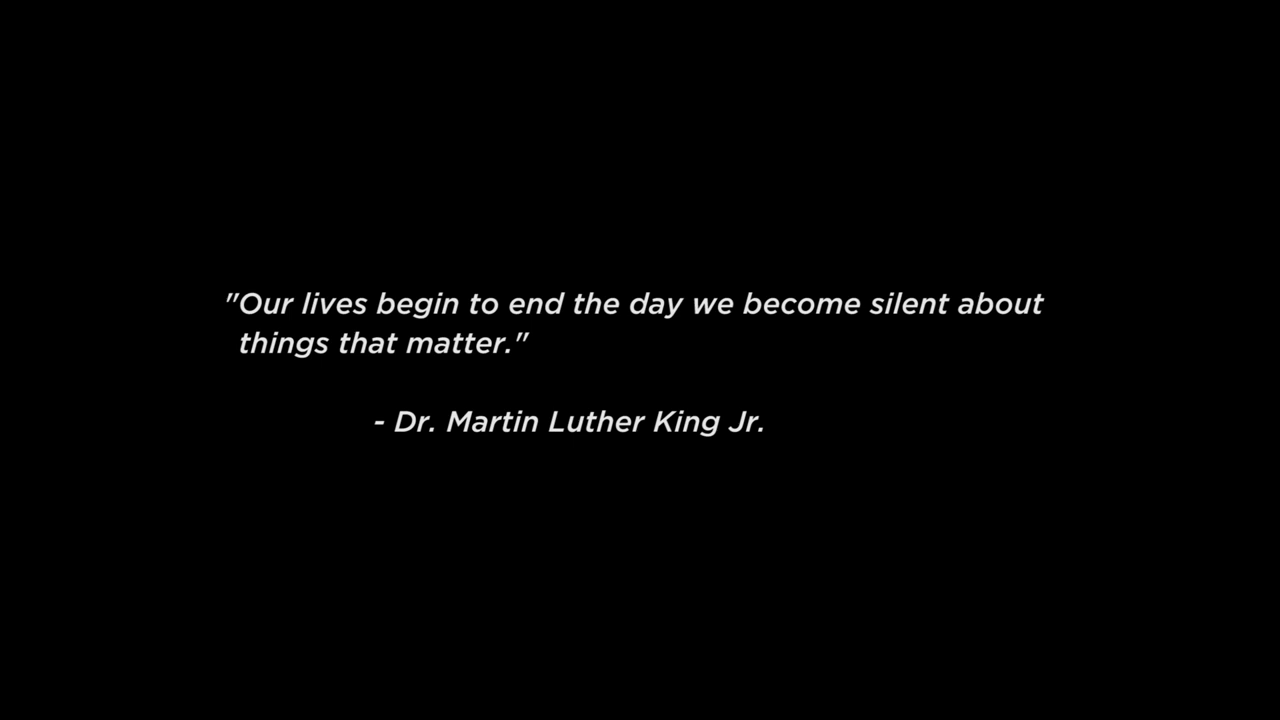 "Our lives begin to end the day we become silent about
things that matter."
- Dr. Martin Luther King Jr.